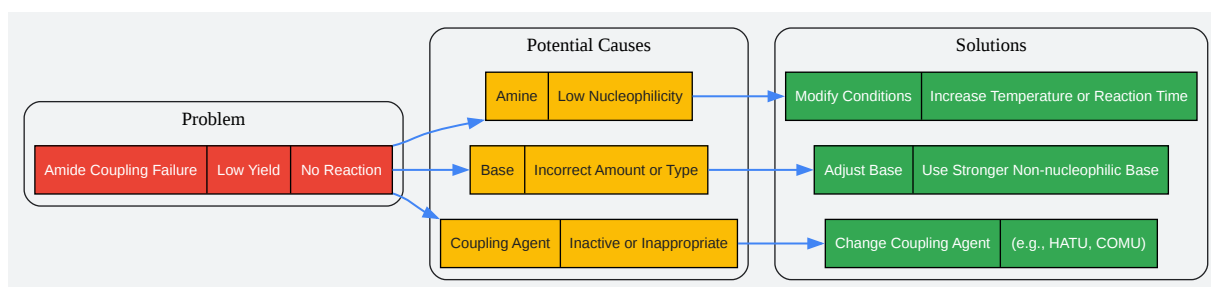 Problem
Amide Coupling Failure
Low Yield
No Reaction
Potential Causes
Amine
Low Nucleophilicity
Base
Incorrect Amount or Type
Coupling Agent
Inactive or Inappropriate
Solutions
Modify Conditions
Increase Temperature or Reaction Time
Adjust Base
Use Stronger Non-nucleophilic Base
Change Coupling Agent
(e.g., HATU, COMU)